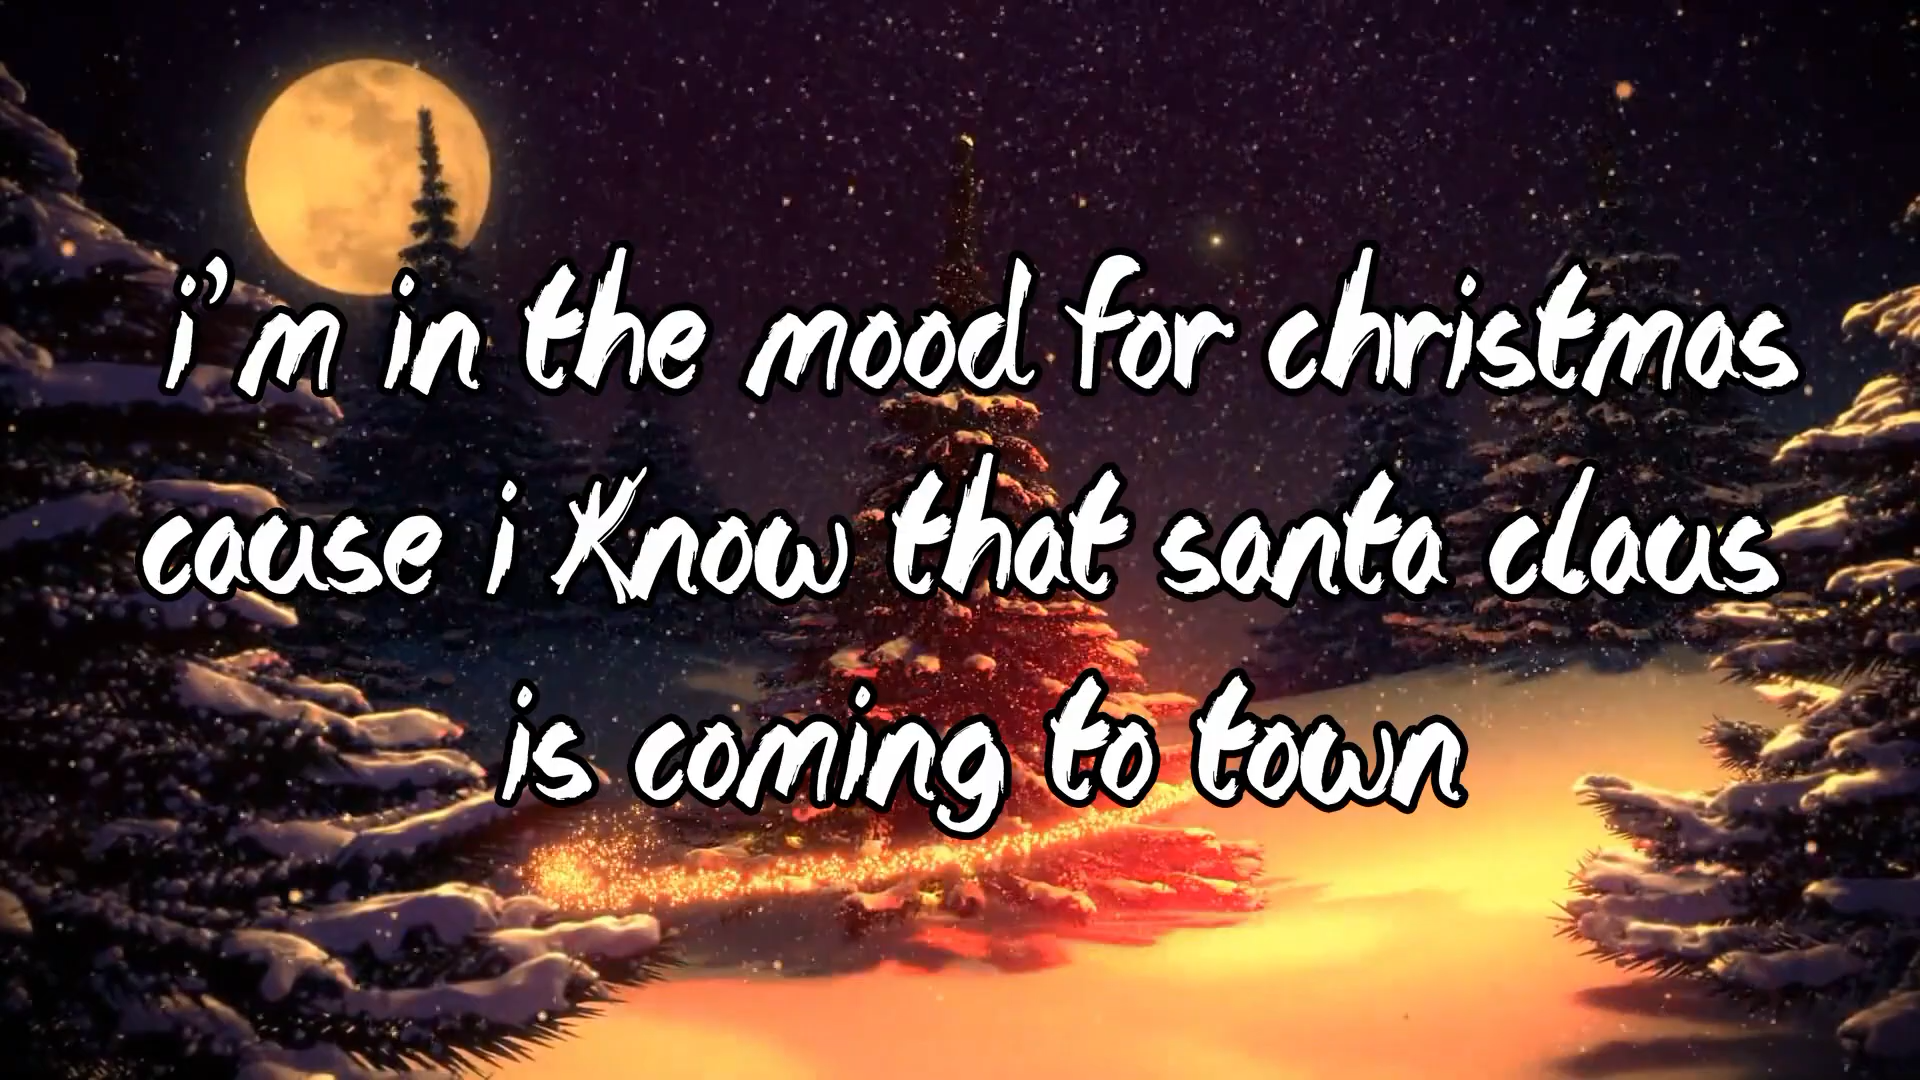 i'm in the mood for christmas
cause i Know that santa claus
is coming to town